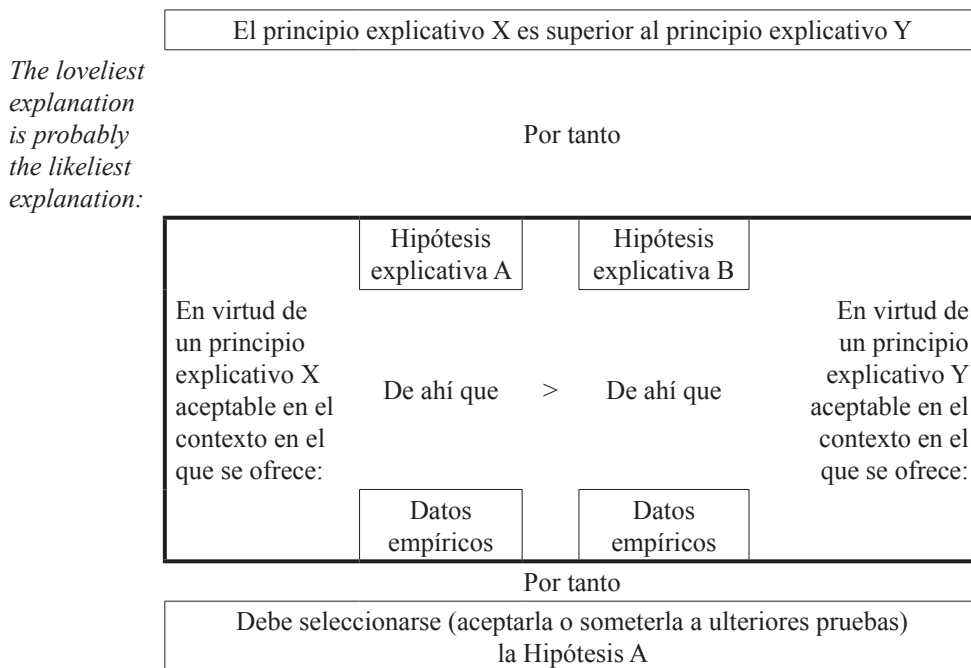 El principio explicativo X es superior al principio explicativo Y
The loveliest
explanation
is probably
the likeliest
explanation:
Por tanto
Hipótesis
explicativa A
Hipótesis
explicativa B
En virtud de
un principio
explicativo X
aceptable en el
contexto en el
que se ofrece:
De ahí que
>
De ahí que
En virtud de
un principio
explicativo Y
aceptable en el
contexto en el
que se ofrece:
Datos
empíricos
Datos
empíricos
Por tanto
Debe seleccionarse (aceptarla o someterla a ulteriores pruebas)
la Hipótesis A